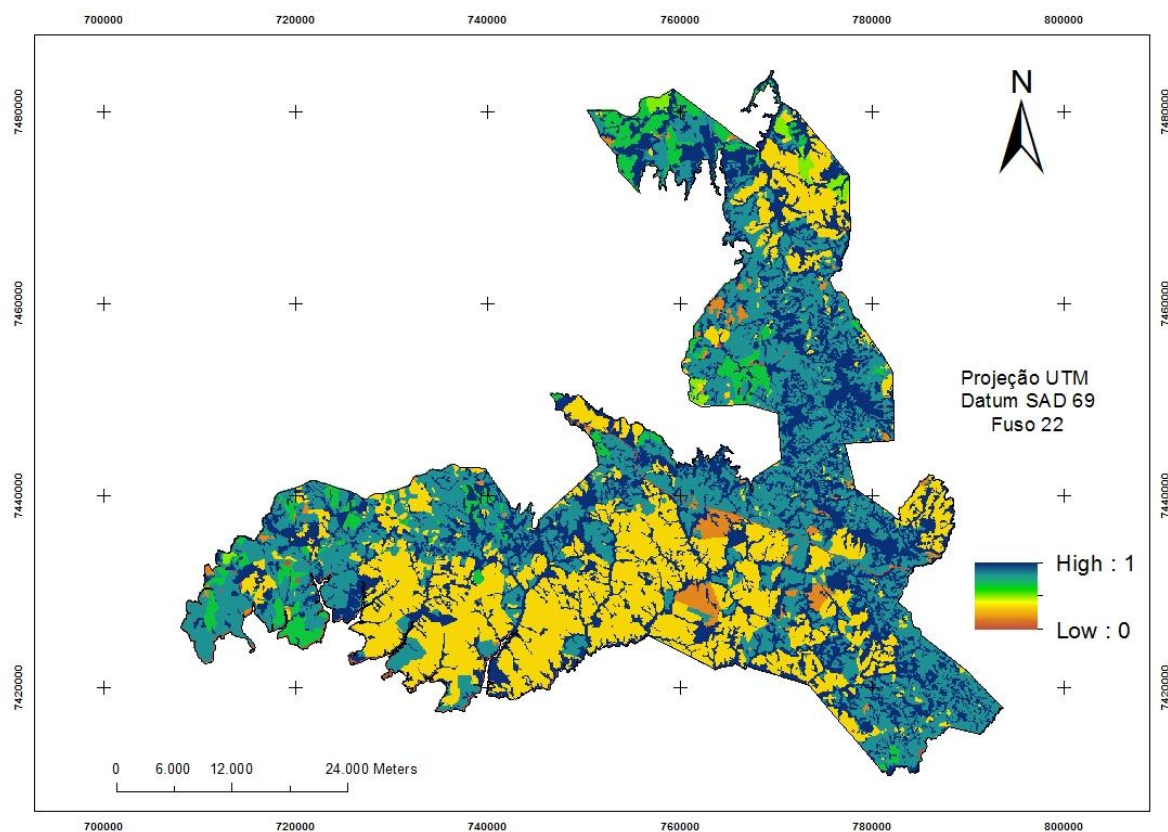 700000 720000 740000 760000 780000 800000
7480000 7480000
N
7460000 7460000
Projeção UTM
Datum SAD 69
Fuso 22
7440000 7440000
High : 1
Low : 0
7420000 7420000
0 6.000 12.000 24.000 Meters
700000 720000 740000 760000 780000 800000